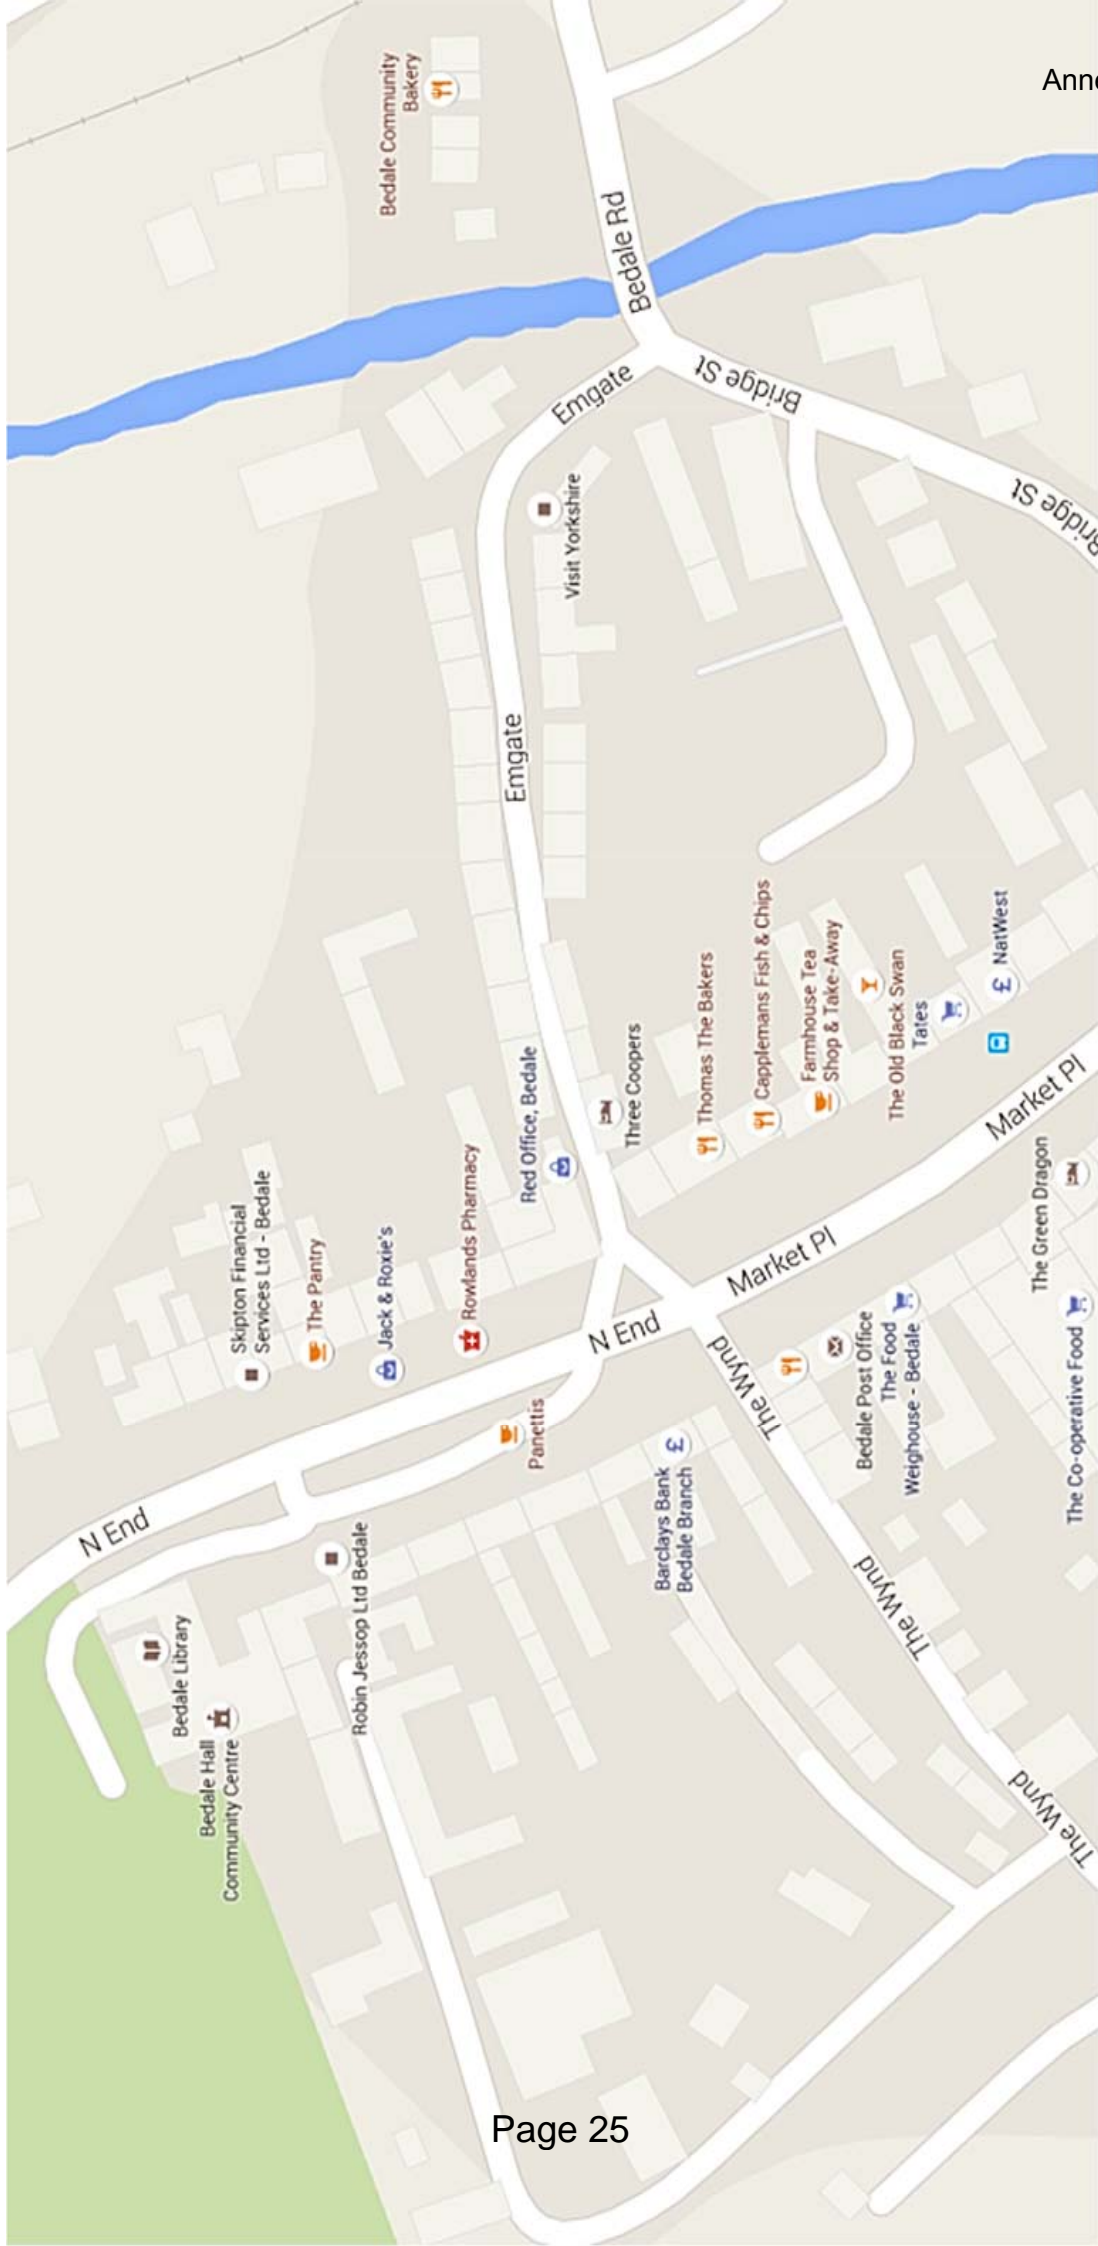 Anne
Bedale Community
Bakery
Bedale Rd
Emgate
Bridge St
Visit Yorkshire
Bridge St
Bridge St
Emgate
Capplemans Fish & Chips
NatWest
Farmhouse Tea
Shop & Take-Away
The Old Black Swan
Tates
Thomas The Bakers
Three Coopers
Red Office, Bedale
Market Pl
Rowlands Pharmacy
Skipton Financial
Services Ltd - Bedale
The Pantry
Jack & Roxie's
Market Pl
The Green Dragon
N End
The Wynd
Bedale Post Office
The Food
Weighouse - Bedale
The Co-operative Food
Panettis
Barclays Bank
Bedale Branch
N End
Robin Jessop Ltd Bedale
The Wynd
Bedale Library
Bedale Hall
Community Centre
The Wynd
Page 25